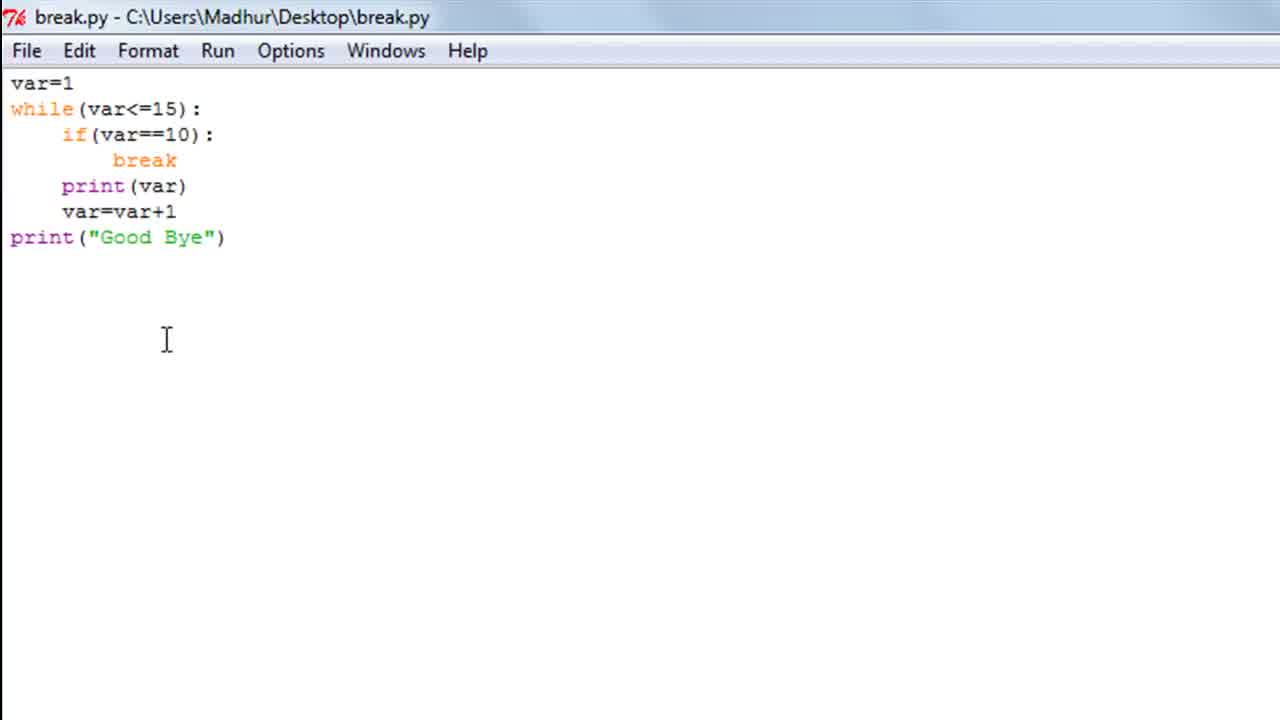 break.py - C:\Users\Madhur\Desktop\break.py
File Edit Format Run Options Windows Help
var=1
while(var<=15):
    if(var==10):
        break
    print(var)
    var=var+1
print("Good Bye")